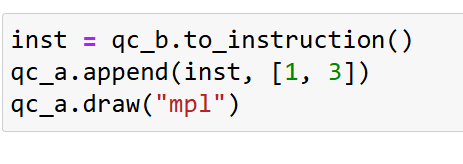 inst = qc_b.to_instruction()
qc_a.append(inst, [1, 3])
qc_a.draw("mpl")